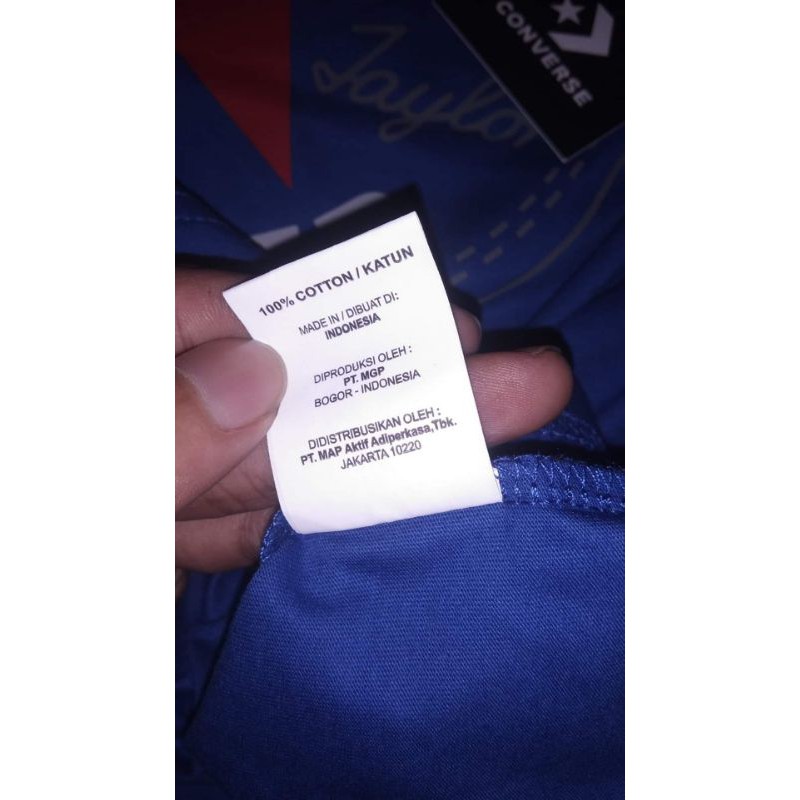 CONVERSE
Taylor
100% COTTON / KATUN
MADE IN / DIBUAT DI:
INDONESIA
DIPRODUKSI OLEH :
PT. MGP
BOGOR - INDONESIA
DIDISTRIBUSIKAN OLEH :
PT. MAP Aktif Adiperkasa,Tbk.
JAKARTA 10220